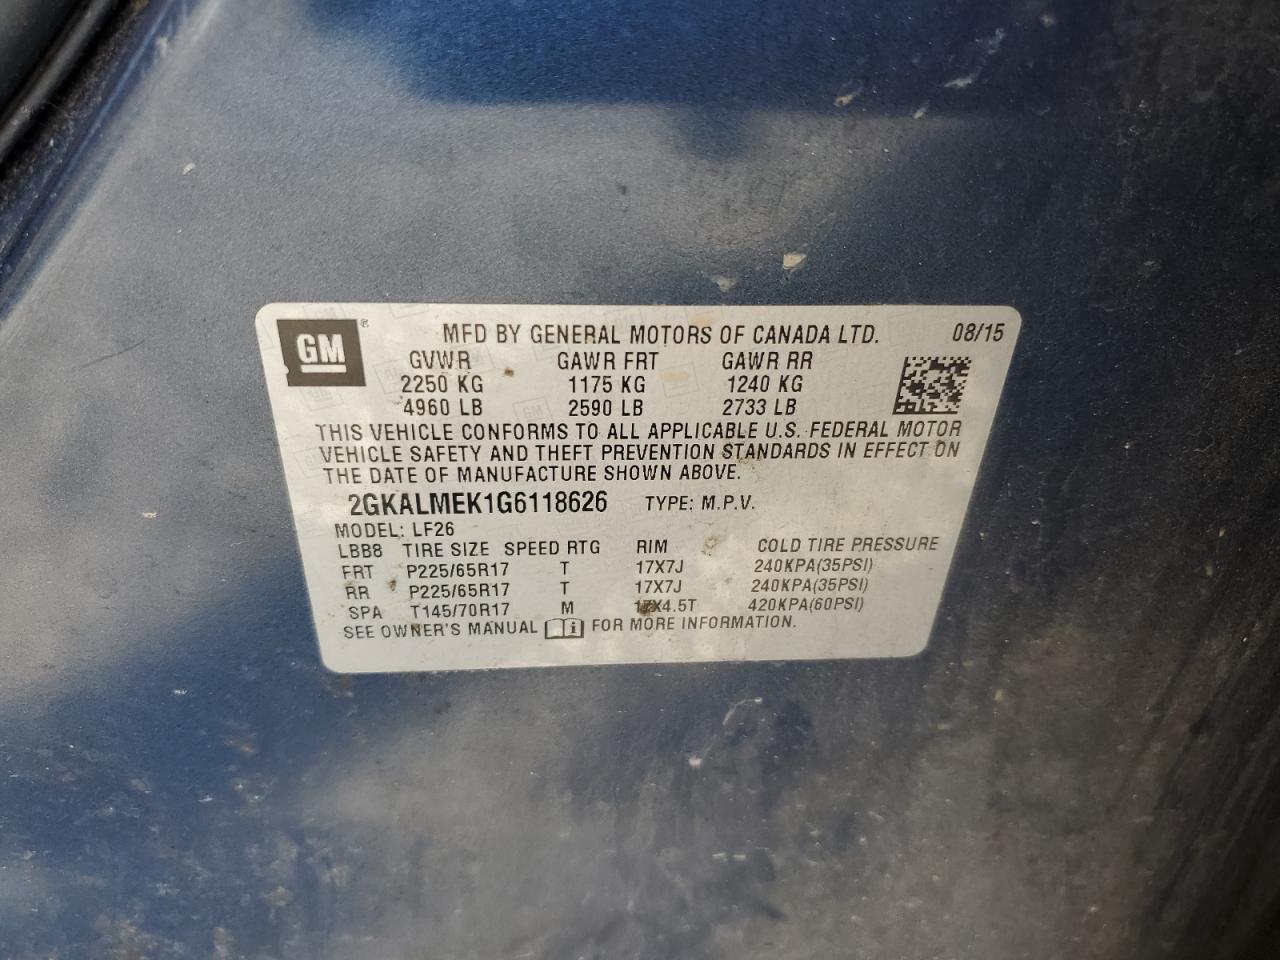 GM ®
MFD BY GENERAL MOTORS OF CANADA LTD. 08/15
GVWR GAWR FRT GAWR RR
2250 KG 1175 KG 1240 KG
4960 LB 2590 LB 2733 LB
THIS VEHICLE CONFORMS TO ALL APPLICABLE U.S. FEDERAL MOTOR
VEHICLE SAFETY AND THEFT PREVENTION STANDARDS IN EFFECT ON
THE DATE OF MANUFACTURE SHOWN ABOVE.
2GKALMEK1G6118626 TYPE: M.P.V.
MODEL: LF26
LBB8 TIRE SIZE SPEED RTG RIM COLD TIRE PRESSURE
FRT P225/65R17 T 17X7J 240KPA(35PSI)
RR P225/65R17 T 17X7J 240KPA(35PSI)
SPA T145/70R17 M 17X4.5T 420KPA(60PSI)
SEE OWNER'S MANUAL FOR MORE INFORMATION.